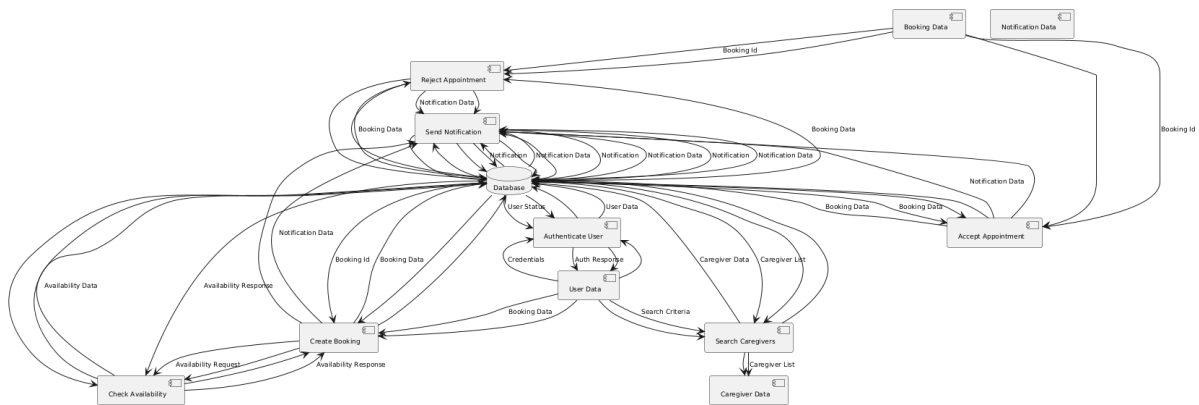 Booking Data
Notification Data
Booking Id
Reject Appointment
Notification Data
Booking Data
Send Notification
Booking Data
Booking Id
Notification
Notification Data
Notification
Notification Data
Notification
Notification Data
Notification Data
Database
User Status
User Data
Booking Data
Booking Data
Authenticate User
Accept Appointment
Notification Data
Credentials
Auth Response
Caregiver Data
Caregiver List
Booking Id
Booking Data
Availability Data
Availability Response
User Data
Booking Data
Search Criteria
Create Booking
Search Caregivers
Availability Request
Availability Response
Caregiver List
Check Availability
Caregiver Data